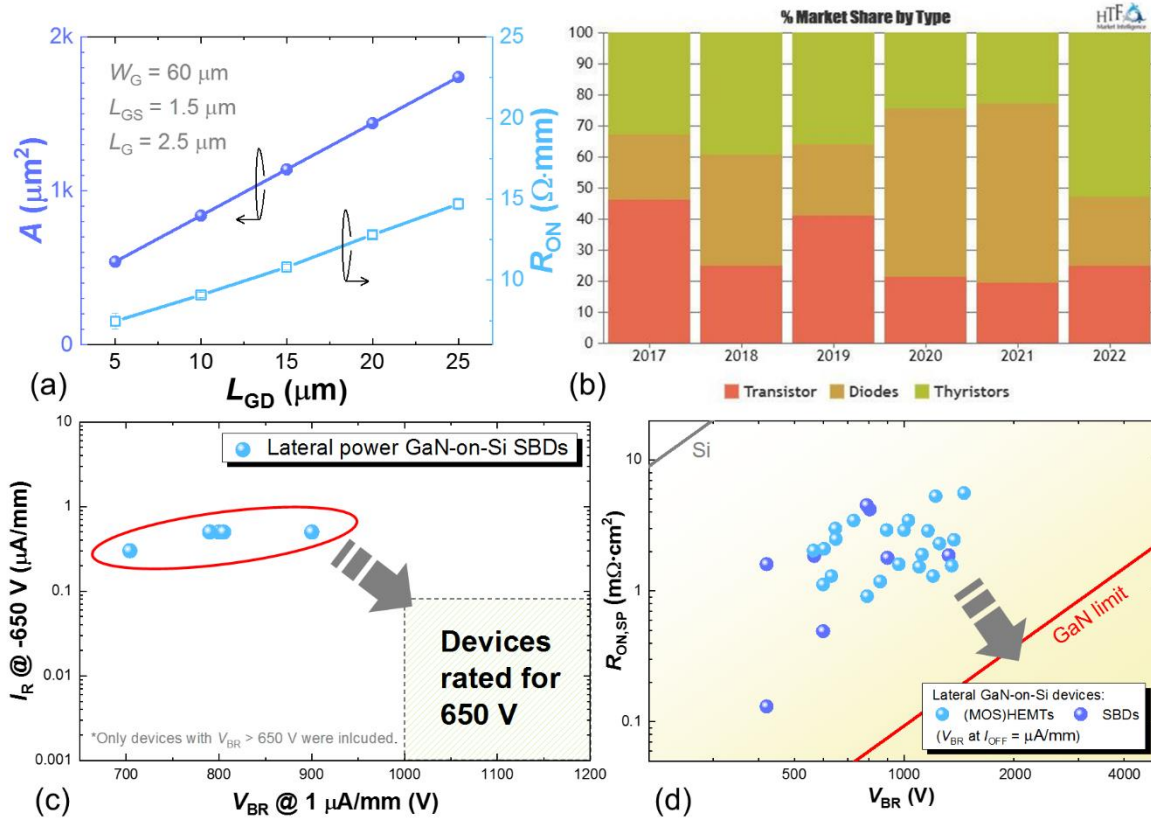 2k
1k
0
A (μm²)
W_G = 60 μm
L_GS = 1.5 μm
L_G = 2.5 μm
25
20
15
10
R_ON (Ω·mm)
5 10 15 20 25
L_GD (μm)
(a)
% Market Share by Type
HTF
Market Intelligence
100
90
80
70
60
50
40
30
20
10
0
2017 2018 2019 2020 2021 2022
Transistor Diodes Thyristors
(b)
10
1
0.1
0.01
0.001
I_R @ -650 V (μA/mm)
Lateral power GaN-on-Si SBDs
Devices
rated for
650 V
*Only devices with V_BR > 650 V were inlcuded.
700 800 900 1000 1100 1200
V_BR @ 1 μA/mm (V)
(c)
10
1
0.1
R_ON,SP (mΩ·cm²)
Si
GaN limit
Lateral GaN-on-Si devices:
(MOS)HEMTs SBDs
(V_BR at I_OFF = μA/mm)
500 1000 2000 4000
V_BR (V)
(d)